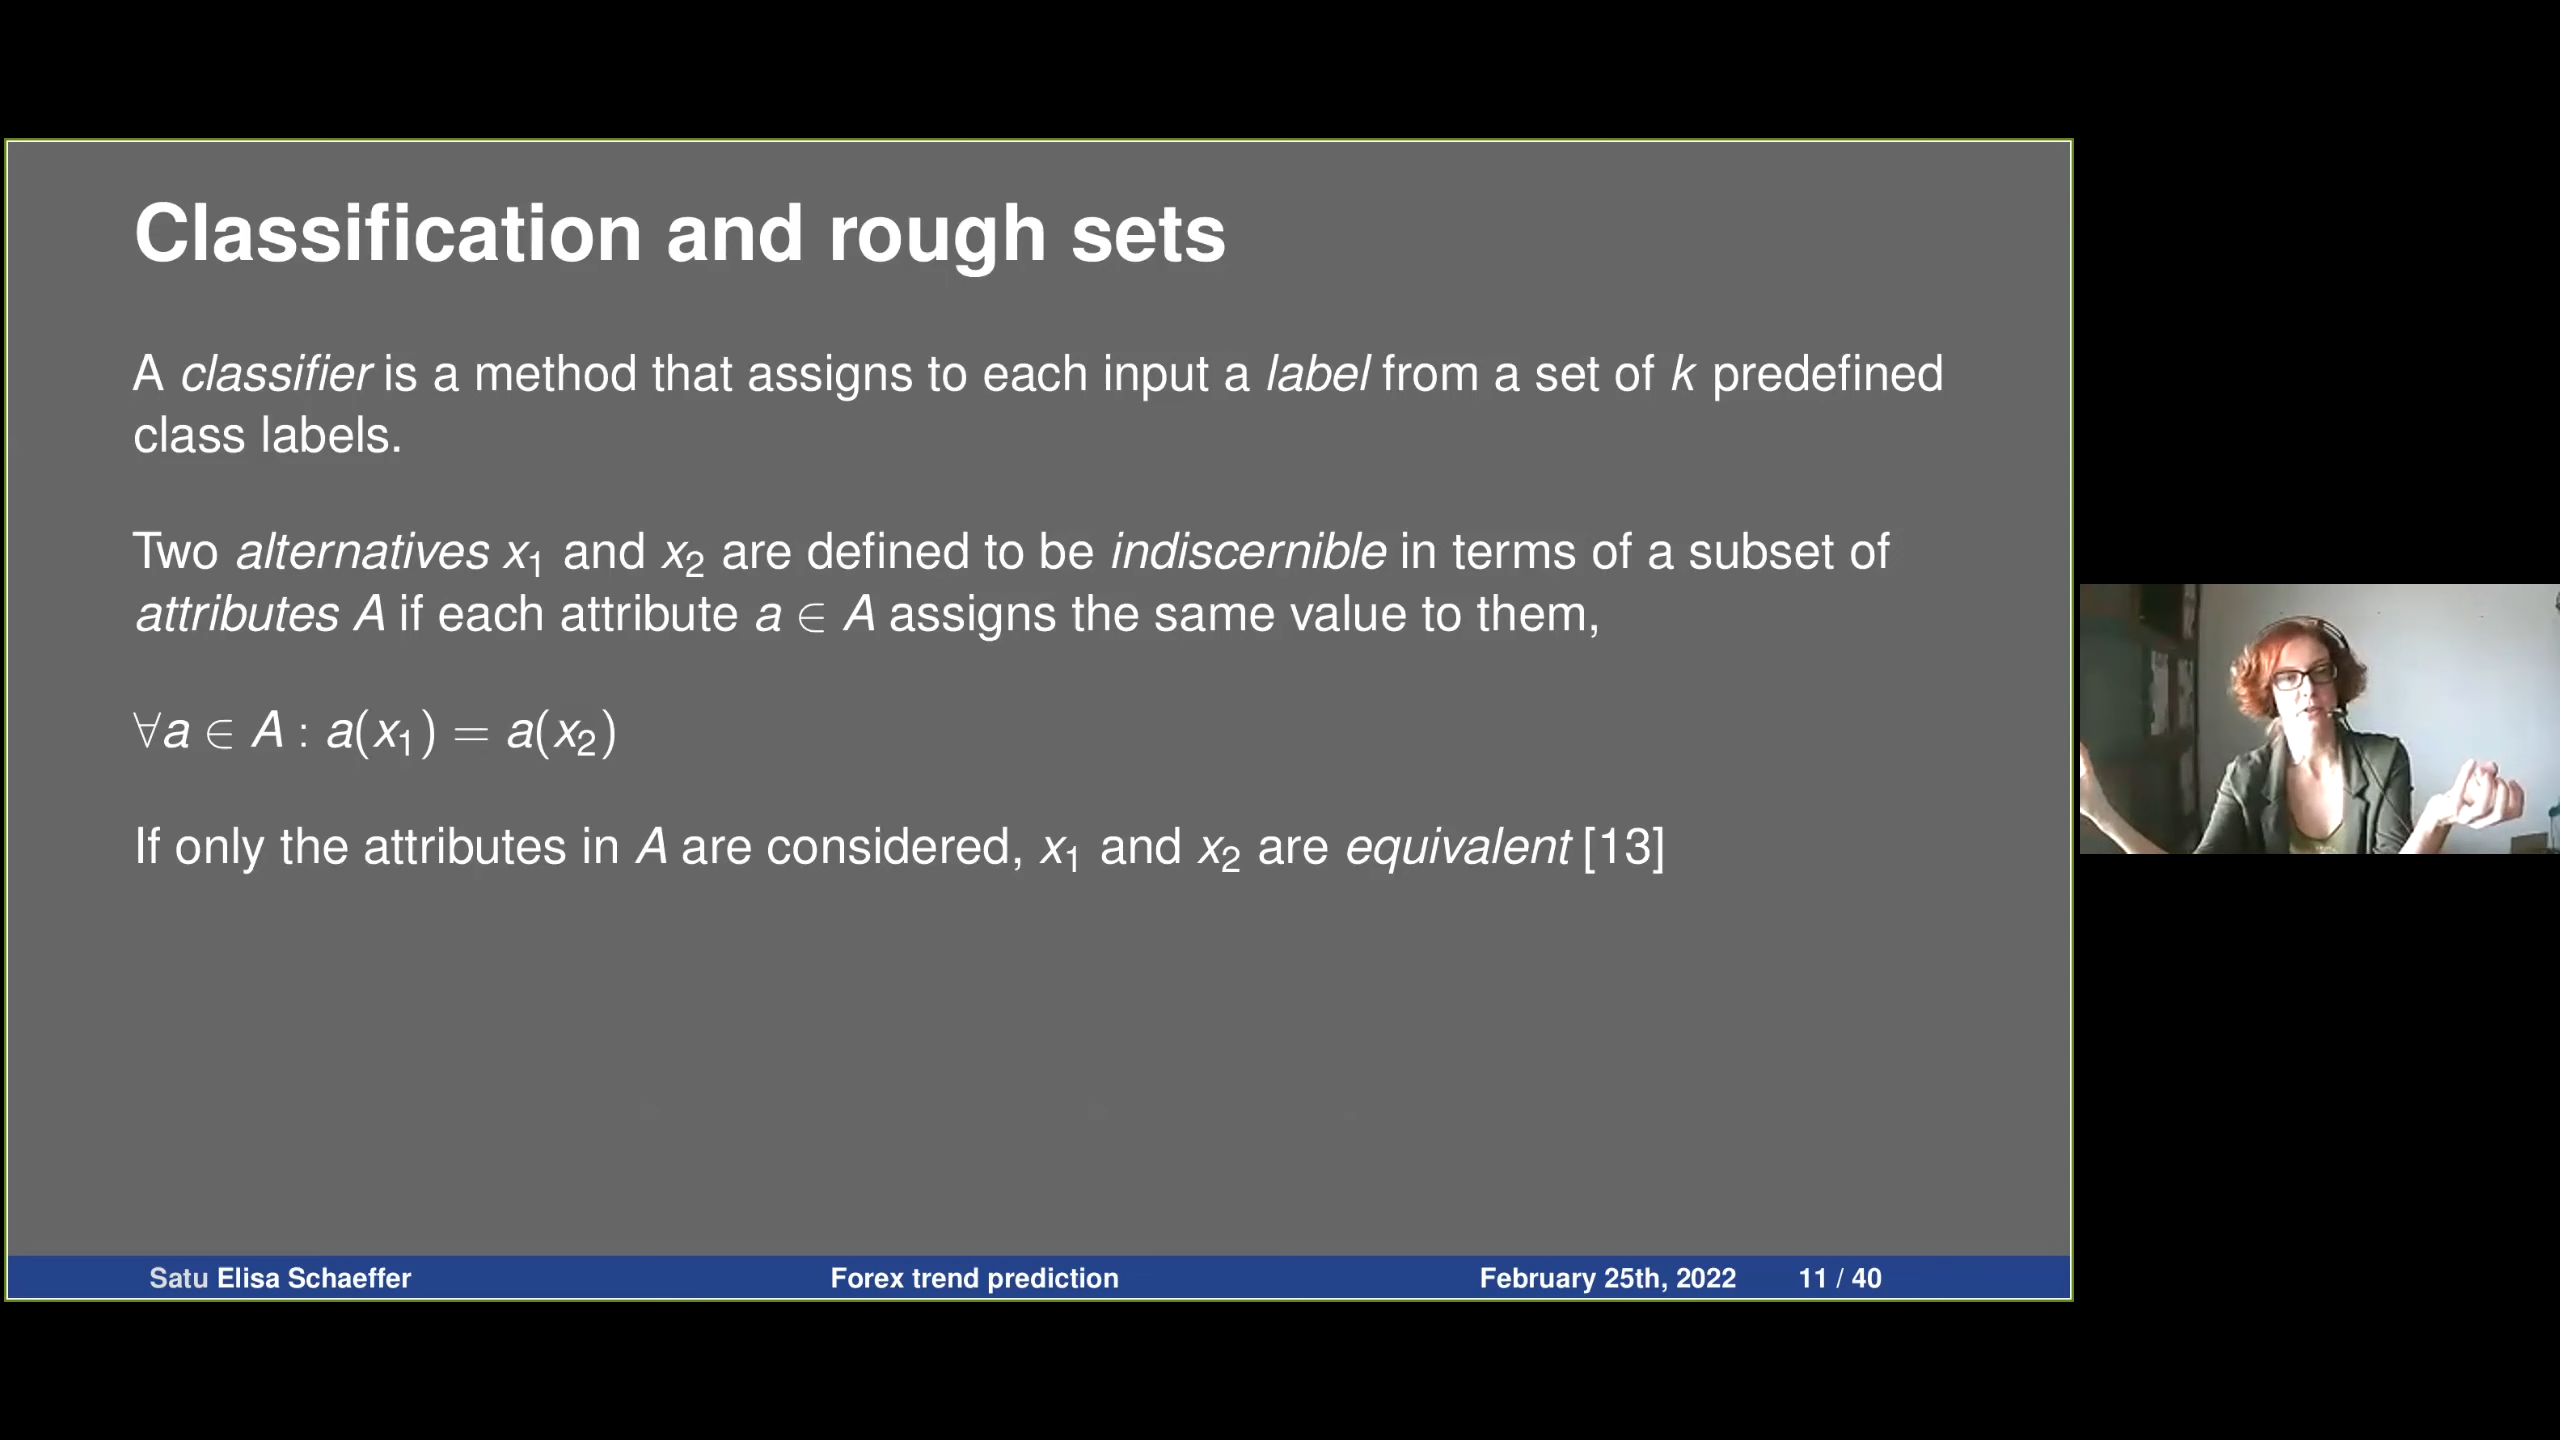 Classification and rough sets
A classifier is a method that assigns to each input a label from a set of k predefined
class labels.
Two alternatives x₁ and x₂ are defined to be indiscernible in terms of a subset of
attributes A if each attribute a ∈ A assigns the same value to them,
∀a ∈ A : a(x₁) = a(x₂)
If only the attributes in A are considered, x₁ and x₂ are equivalent [13]
Satu Elisa Schaeffer Forex trend prediction February 25th, 2022 11 / 40